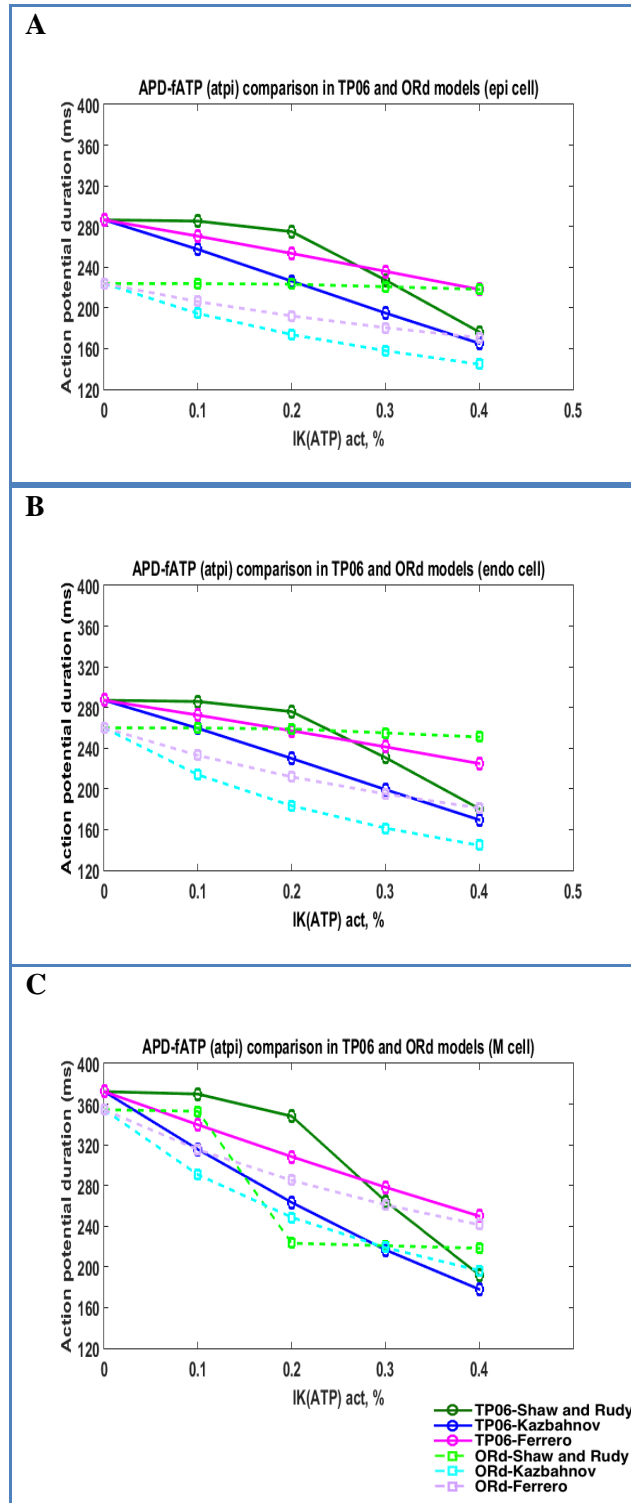 A
APD-fATP (atpi) comparison in TP06 and ORd models (epi cell)
Action potential duration (ms)
400
360
320
280
240
200
160
120
0 0.1 0.2 0.3 0.4 0.5
IK(ATP) act, %
B
APD-fATP (atpi) comparison in TP06 and ORd models (endo cell)
Action potential duration (ms)
400
360
320
280
240
200
160
120
0 0.1 0.2 0.3 0.4 0.5
IK(ATP) act, %
C
APD-fATP (atpi) comparison in TP06 and ORd models (M cell)
Action potential duration (ms)
400
360
320
280
240
200
160
120
0 0.1 0.2 0.3 0.4
IK(ATP) act, %
TP06-Shaw and Rudy
TP06-Kazbahnov
TP06-Ferrero
ORd-Shaw and Rudy
ORd-Kazbahnov
ORd-Ferrero